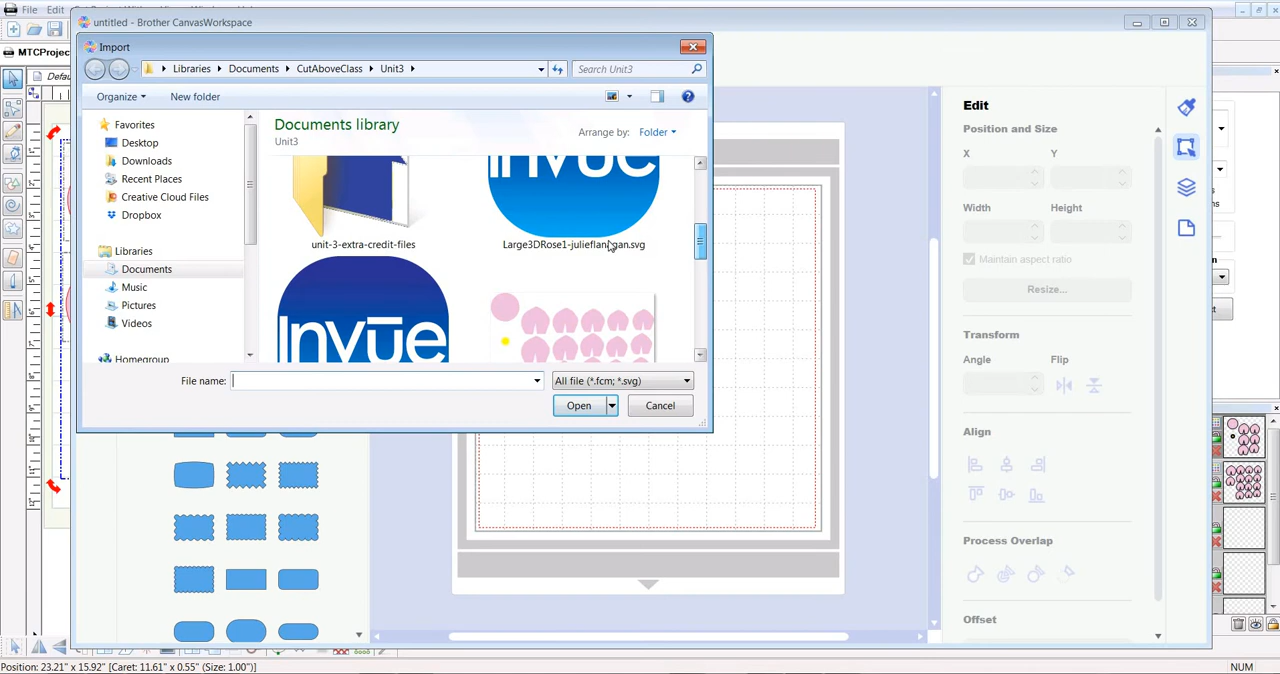 File Edit
untitled - Brother CanvasWorkspace
MTCProjec
Import
Libraries Documents CutAboveClass Unit3
Search Unit3
Organize New folder
Favorites
Desktop
Downloads
Recent Places
Creative Cloud Files
Dropbox
Libraries
Documents
Music
Pictures
Videos
Homegroup
Documents library
Unit3
Arrange by: Folder
Invūe
unit-3-extra-credit-files
Large3DRose1-julieflanigan.svg
Invūe
File name:
All file (*.fcm; *.svg)
Open Cancel
Edit
Position and Size
X Y
Width Height
Maintain aspect ratio
Resize...
Transform
Angle Flip
Align
Process Overlap
Offset
Position: 23.21" x 15.92" [Caret: 11.61" x 0.55" (Size: 1.00")]
NUM